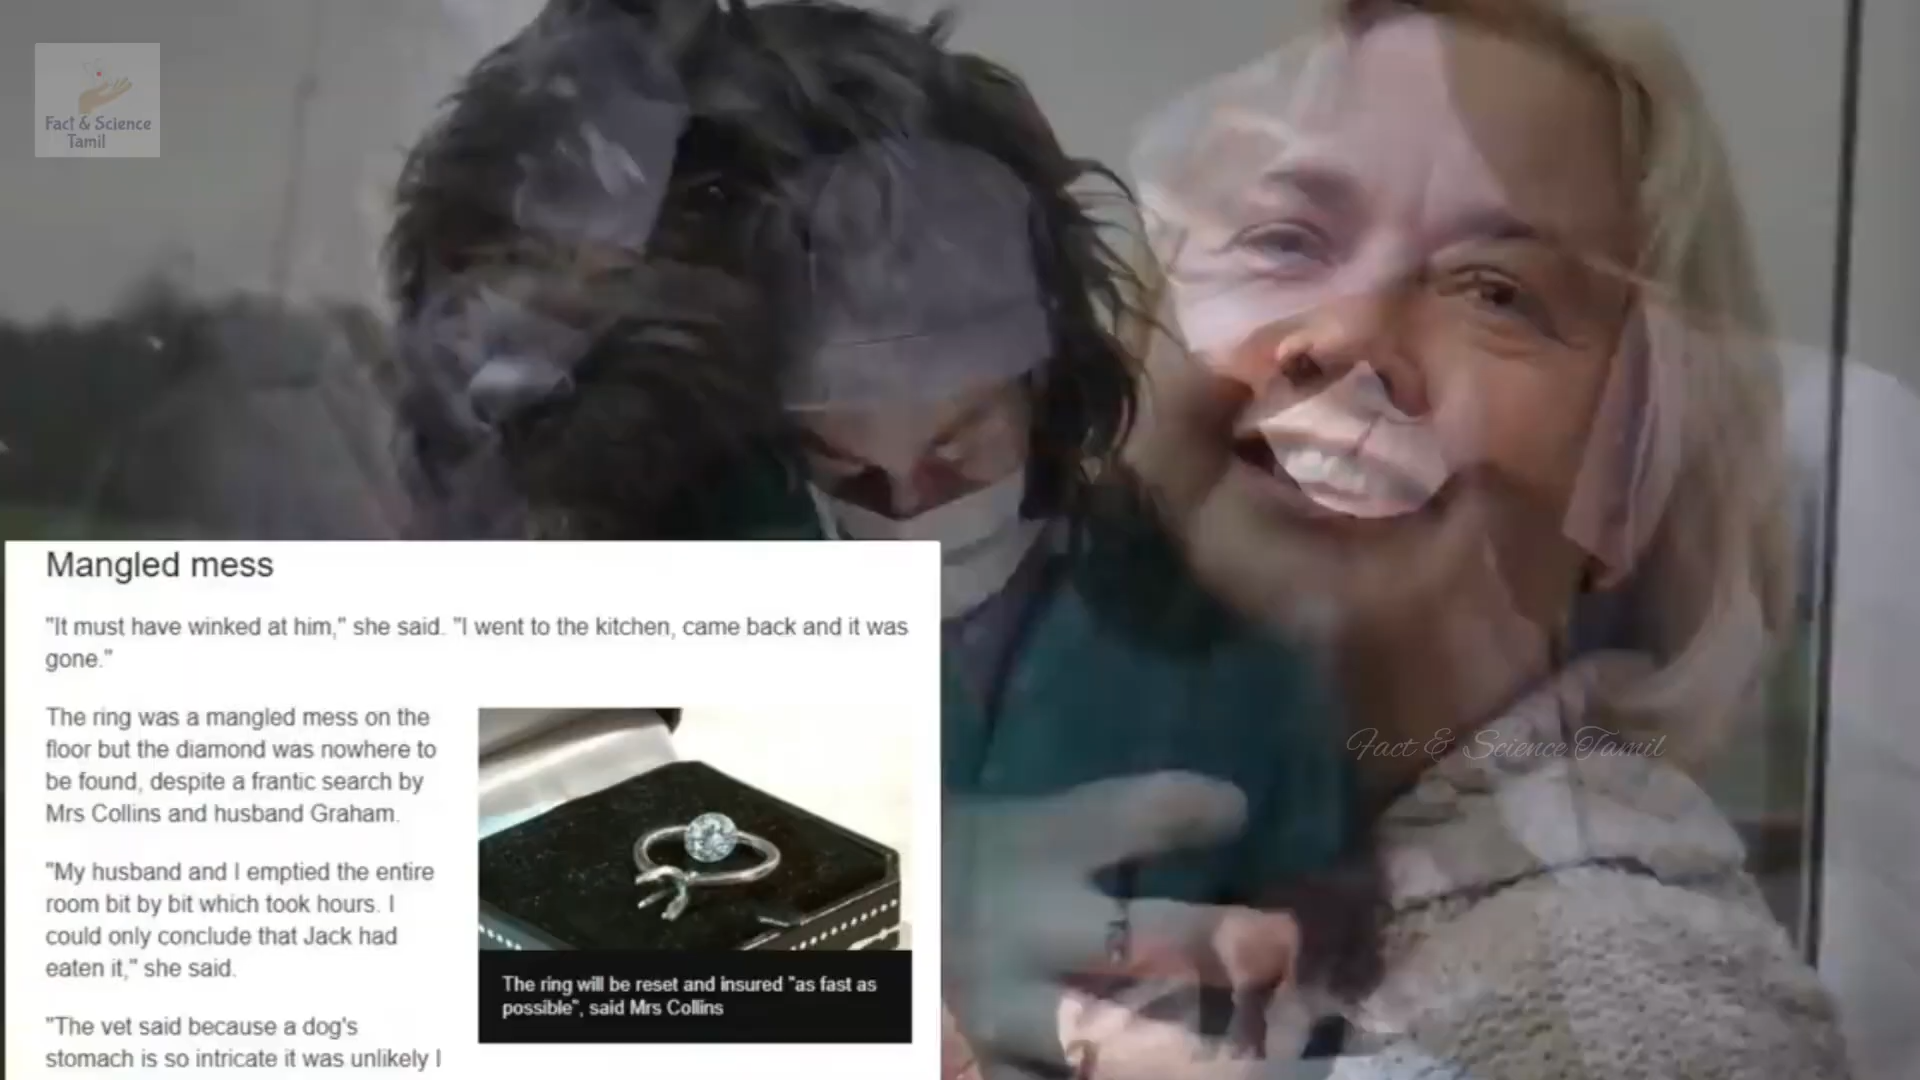 Fact & Science
Tamil
Mangled mess
"It must have winked at him," she said. "I went to the kitchen, came back and it was
gone."
The ring was a mangled mess on the
floor but the diamond was nowhere to
be found, despite a frantic search by
Mrs Collins and husband Graham.
"My husband and I emptied the entire
room bit by bit which took hours. I
could only conclude that Jack had
eaten it," she said.
"The vet said because a dog's
stomach is so intricate it was unlikely I
The ring will be reset and insured "as fast as
possible", said Mrs Collins
Fact & Science Tamil